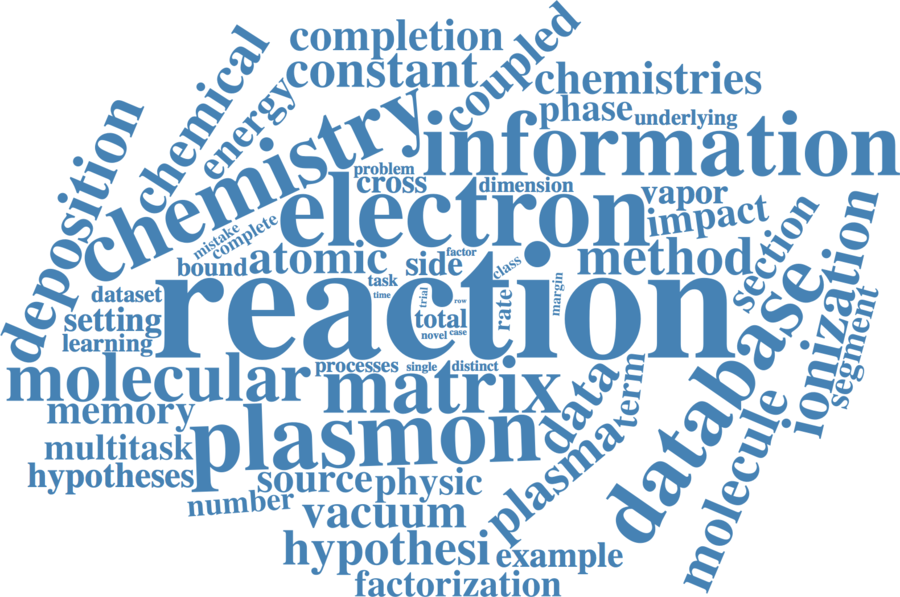 completion
constant
coupled
chemical
energy
chemistries
phase
underlying
information
deposition
chemistry
problem
cross
dimension
electron
vapor
impact
mistake
complete
bound
atomic
side
factor
class
method
section
ionization
dataset
task
time
trial
row
rate
margin
setting
reaction
total
learning
novel
case
database
segment
processes
single
distinct
molecular
matrix
data
term
memory
plasmon
plasma
molecule
multitask
hypotheses
source
physic
number
vacuum
hypothesi
example
factorization